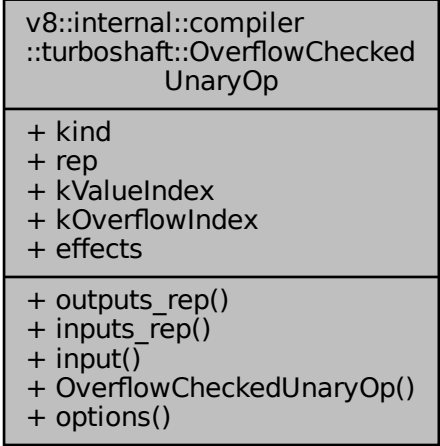 v8::internal::compiler
::turboshaft::OverflowChecked
UnaryOp
+ kind
+ rep
+ kValueIndex
+ kOverflowIndex
+ effects
+ outputs_rep()
+ inputs_rep()
+ input()
+ OverflowCheckedUnaryOp()
+ options()